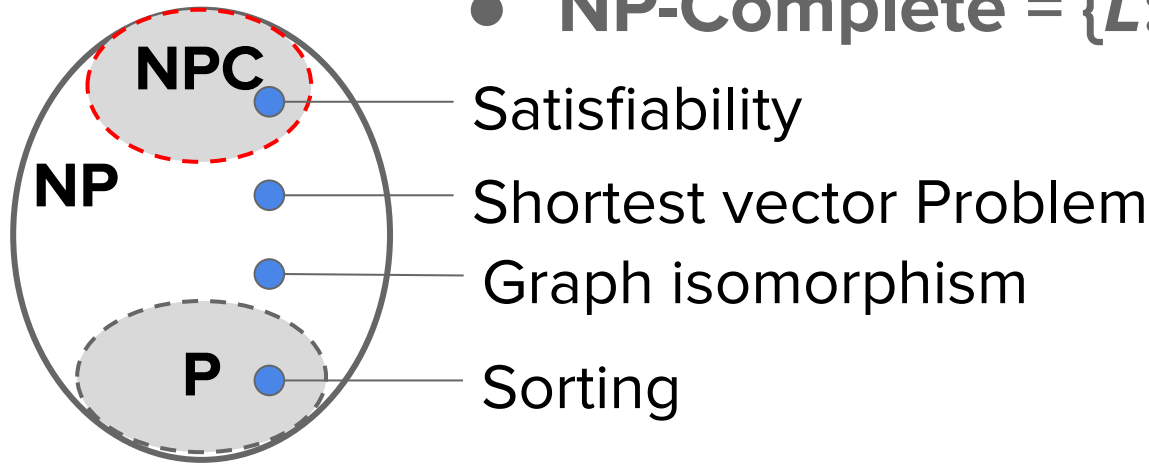 ● NP-Complete = {L:
NPC
Satisfiability
NP
Shortest vector Problem
Graph isomorphism
P
Sorting